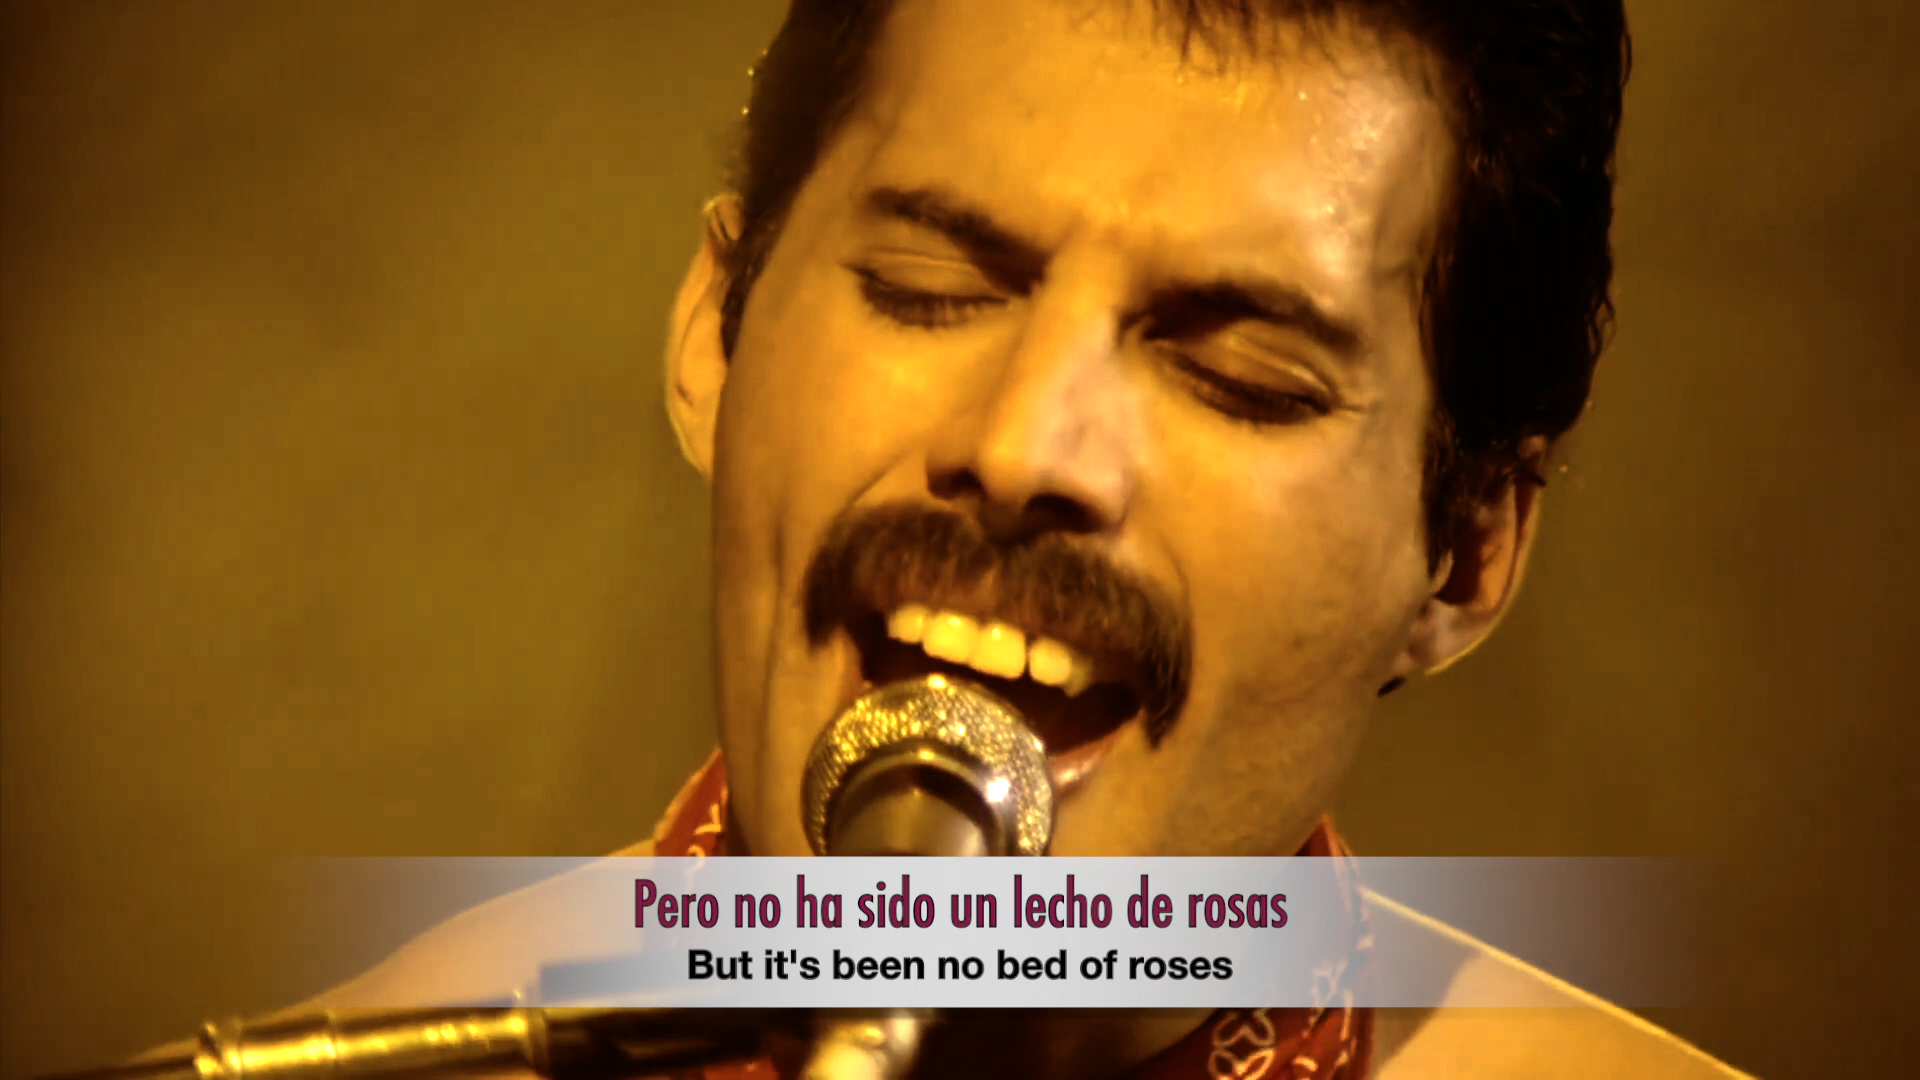 Pero no ha sido un lecho de rosas
But it's been no bed of roses